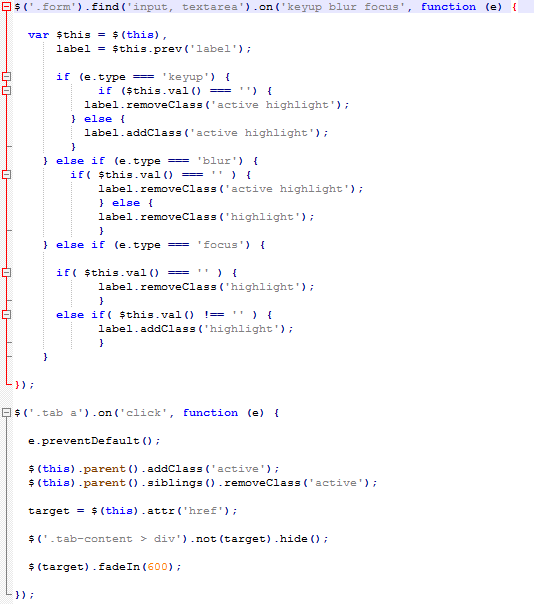 $('.form').find('input, textarea').on('keyup blur focus', function (e) {
var $this = $(this),
label = $this.prev('label');
if (e.type === 'keyup') {
if ($this.val() === '') {
label.removeClass('active highlight');
} else {
label.addClass('active highlight');
}
} else if (e.type === 'blur') {
if( $this.val() === '' ) {
label.removeClass('active highlight');
} else {
label.removeClass('highlight');
}
} else if (e.type === 'focus') {
if( $this.val() === '' ) {
label.removeClass('highlight');
}
else if( $this.val() !== '' ) {
label.addClass('highlight');
}
}
});
$('.tab a').on('click', function (e) {
e.preventDefault();
$(this).parent().addClass('active');
$(this).parent().siblings().removeClass('active');
target = $(this).attr('href');
$('.tab-content > div').not(target).hide();
$(target).fadeIn(600);
});